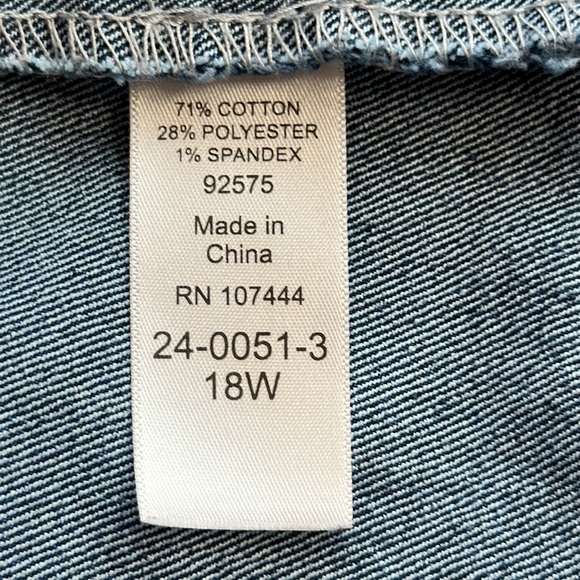 71% COTTON
28% POLYESTER
1% SPANDEX
92575
Made in
China
RN 107444
24-0051-3
18W